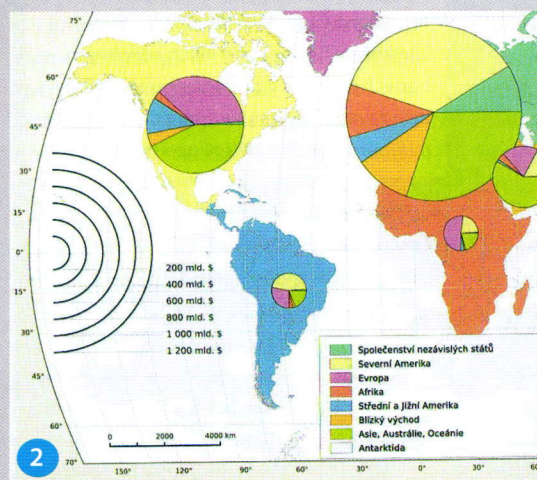 75°
60°
45°
30°
15°
0°
15°
30°
45°
60°
70°
200 mld. $
400 mld. $
600 mld. $
800 mld. $
1 000 mld. $
1 200 mld. $
0 2000 4000 km
Společenství nezávislých států
Severní Amerika
Evropa
Afrika
Střední a Jižní Amerika
Blízký východ
Asie, Austrálie, Oceánie
Antarktida
150° 120° 90° 60° 30° 0° 30° 60
2